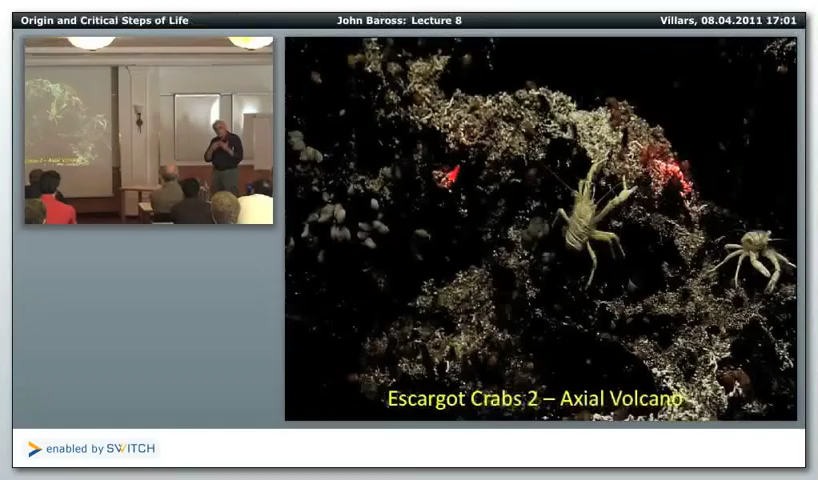 Origin and Critical Steps of Life
John Baross: Lecture 8
Villars, 08.04.2011 17:01
Escargot Crabs 2 – Axial Volcano
enabled by SWITCH